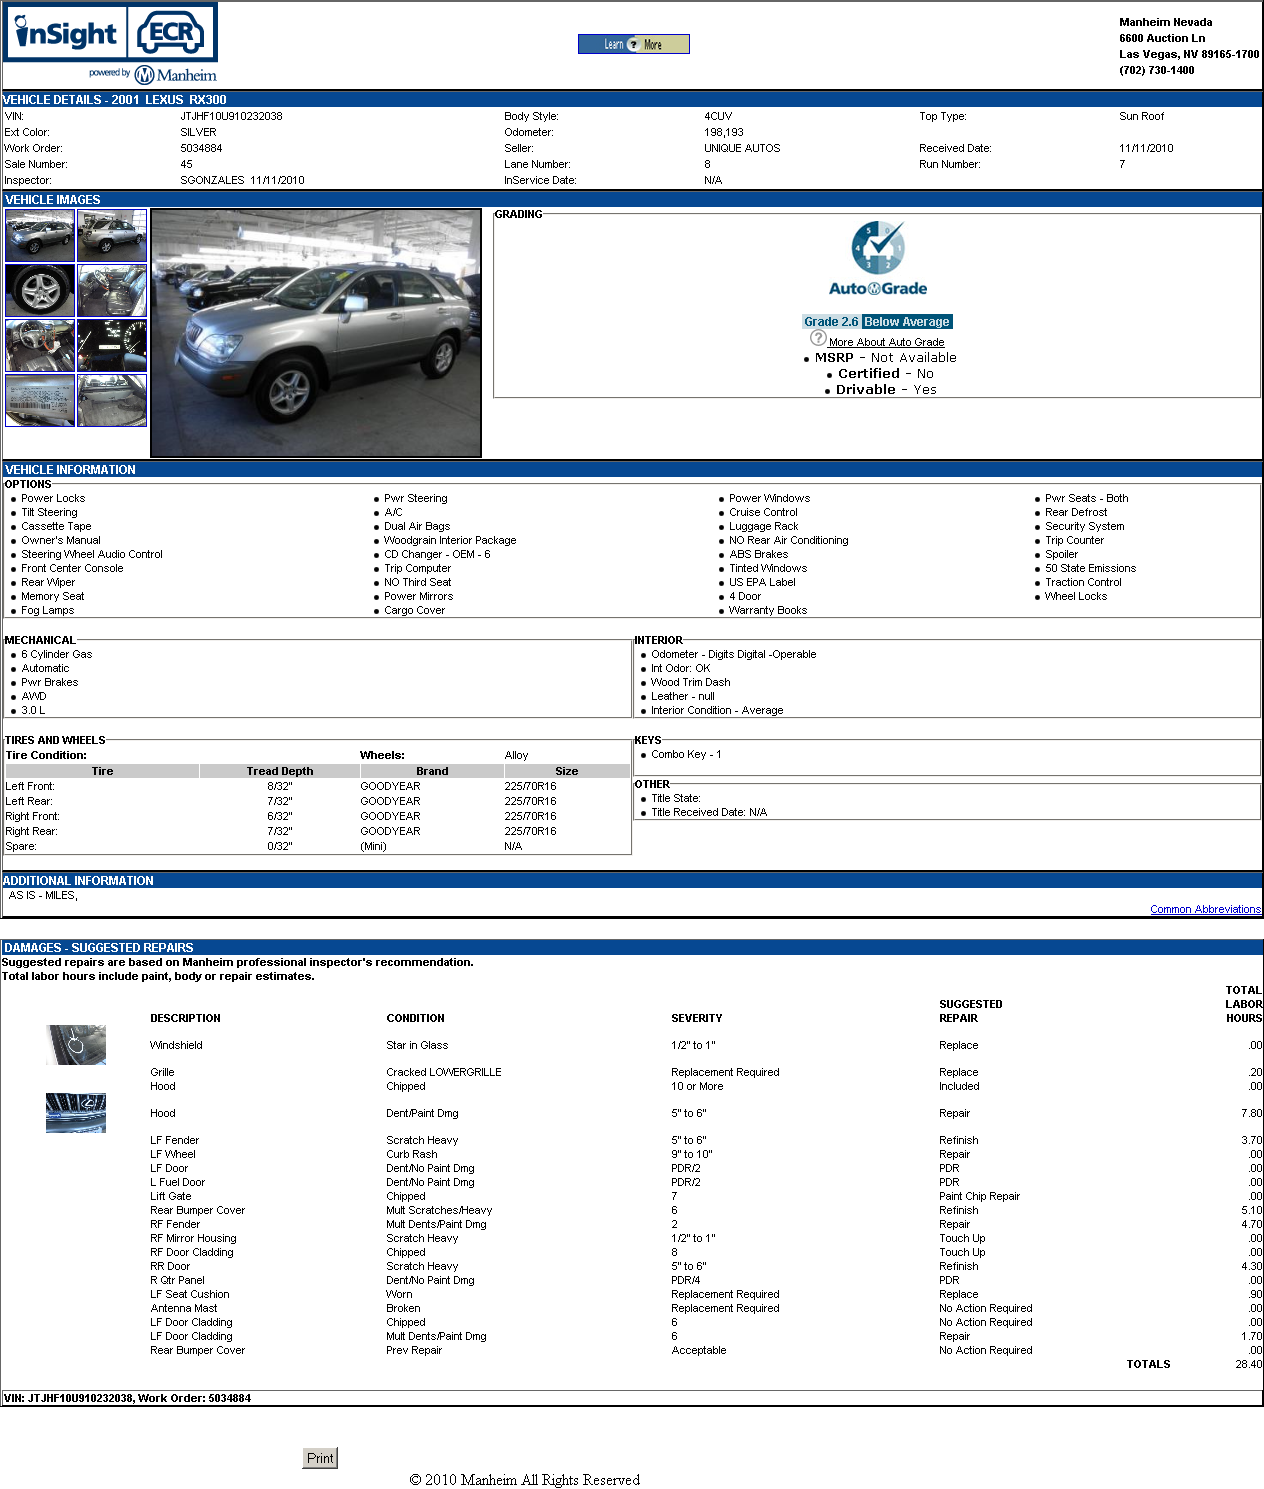 inSight ECR
powered by Manheim
Learn ? More
Manheim Nevada
6600 Auction Ln
Las Vegas, NV 89165-1700
(702) 730-1400
VEHICLE DETAILS - 2001 LEXUS RX300
VIN: JTJHF10U910232038 Body Style: 4CUV Top Type: Sun Roof
Ext Color: SILVER Odometer: 198,193
Work Order: 5034884 Seller: UNIQUE AUTOS Received Date: 11/11/2010
Sale Number: 45 Lane Number: 8 Run Number: 7
Inspector: SGONZALES 11/11/2010 InService Date: N/A
VEHICLE IMAGES
GRADING
5 0 1 4 3 2
AutoGrade
Grade 2.6 Below Average
? More About Auto Grade
• MSRP - Not Available
• Certified - No
• Drivable - Yes
VEHICLE INFORMATION
OPTIONS
• Power Locks • Pwr Steering • Power Windows • Pwr Seats - Both
• Tilt Steering • A/C • Cruise Control • Rear Defrost
• Cassette Tape • Dual Air Bags • Luggage Rack • Security System
• Owner's Manual • Woodgrain Interior Package • NO Rear Air Conditioning • Trip Counter
• Steering Wheel Audio Control • CD Changer - OEM - 6 • ABS Brakes • Spoiler
• Front Center Console • Trip Computer • Tinted Windows • 50 State Emissions
• Rear Wiper • NO Third Seat • US EPA Label • Traction Control
• Memory Seat • Power Mirrors • 4 Door • Wheel Locks
• Fog Lamps • Cargo Cover • Warranty Books
MECHANICAL
• 6 Cylinder Gas
• Automatic
• Pwr Brakes
• AWD
• 3.0 L
INTERIOR
• Odometer - Digits Digital -Operable
• Int Odor: OK
• Wood Trim Dash
• Leather - null
• Interior Condition - Average
TIRES AND WHEELS
Tire Condition: Wheels: Alloy
Tire Tread Depth Brand Size
Left Front: 8/32" GOODYEAR 225/70R16
Left Rear: 7/32" GOODYEAR 225/70R16
Right Front: 6/32" GOODYEAR 225/70R16
Right Rear: 7/32" GOODYEAR 225/70R16
Spare: 0/32" (Mini) N/A
KEYS
• Combo Key - 1
OTHER
• Title State:
• Title Received Date: N/A
ADDITIONAL INFORMATION
AS IS - MILES,
Common Abbreviations
DAMAGES - SUGGESTED REPAIRS
Suggested repairs are based on Manheim professional inspector's recommendation.
Total labor hours include paint, body or repair estimates.
DESCRIPTION CONDITION SEVERITY SUGGESTED REPAIR TOTAL LABOR HOURS
Windshield Star in Glass 1/2" to 1" Replace .00
Grille Cracked LOWERGRILLE Replacement Required Replace .20
Hood Chipped 10 or More Included .00
Hood Dent/Paint Dmg 5" to 6" Repair 7.80
LF Fender Scratch Heavy 5" to 6" Refinish 3.70
LF Wheel Curb Rash 9" to 10" Repair .00
LF Door Dent/No Paint Dmg PDR/2 PDR .00
L Fuel Door Dent/No Paint Dmg PDR/2 PDR .00
Lift Gate Chipped 7 Paint Chip Repair .00
Rear Bumper Cover Mult Scratches/Heavy 6 Refinish 5.10
RF Fender Mult Dents/Paint Dmg 2 Repair 4.70
RF Mirror Housing Scratch Heavy 1/2" to 1" Touch Up .00
RF Door Cladding Chipped 8 Touch Up .00
RR Door Scratch Heavy 5" to 6" Refinish 4.30
R Qtr Panel Dent/No Paint Dmg PDR/4 PDR .00
LF Seat Cushion Worn Replacement Required Replace .90
Antenna Mast Broken Replacement Required No Action Required .00
LF Door Cladding Chipped 6 No Action Required .00
LF Door Cladding Mult Dents/Paint Dmg 6 Repair 1.70
Rear Bumper Cover Prev Repair Acceptable No Action Required .00
TOTALS 28.40
VIN: JTJHF10U910232038, Work Order: 5034884
Print
© 2010 Manheim All Rights Reserved